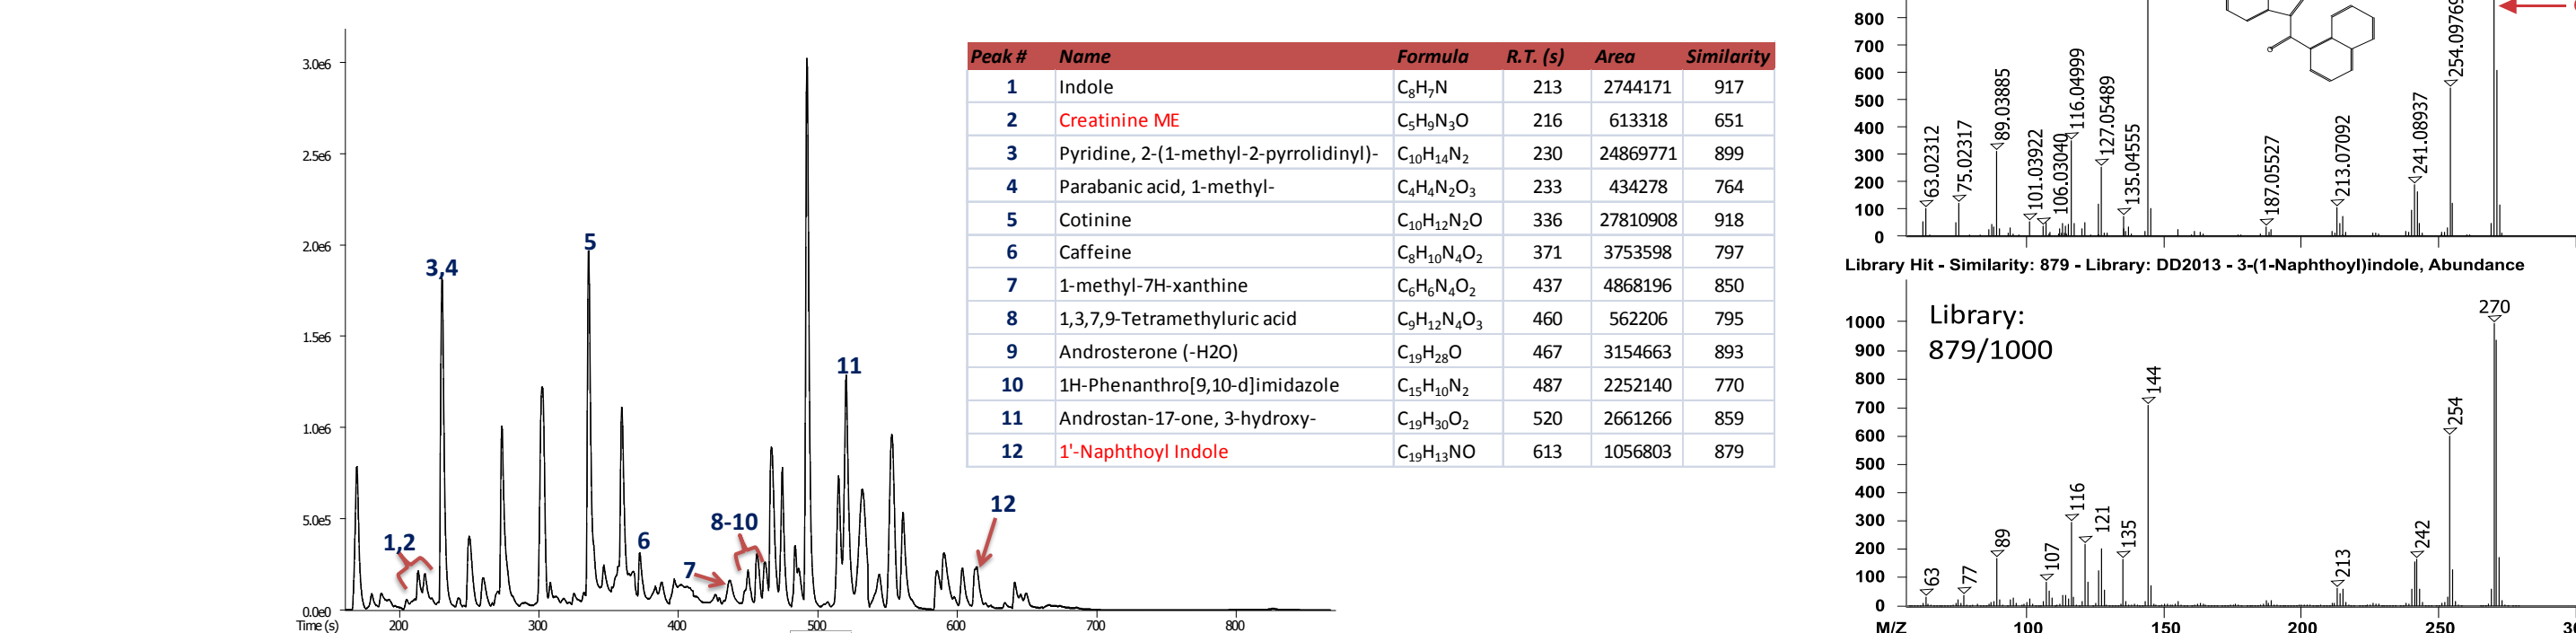 3.0e6
2.5e6
2.0e6
1.5e6
1.0e6
5.0e5
0.0e0
Time (s) 200 300 400 500 600 700 800
1,2
3,4
5
6
7
8-10
11
12
Peak # Name Formula R.T. (s) Area Similarity
1 Indole C₈H₇N 213 2744171 917
2 Creatinine ME C₅H₉N₃O 216 613318 651
3 Pyridine, 2-(1-methyl-2-pyrrolidinyl)- C₁₀H₁₄N₂ 230 24869771 899
4 Parabanic acid, 1-methyl- C₄H₄N₂O₃ 233 434278 764
5 Cotinine C₁₀H₁₂N₂O 336 27810908 918
6 Caffeine C₈H₁₀N₄O₂ 371 3753598 797
7 1-methyl-7H-xanthine C₆H₆N₄O₂ 437 4868196 850
8 1,3,7,9-Tetramethyluric acid C₉H₁₂N₄O₃ 460 562206 795
9 Androsterone (-H2O) C₁₉H₂₈O 467 3154663 893
10 1H-Phenanthro[9,10-d]imidazole C₁₅H₁₀N₂ 487 2252140 770
11 Androstan-17-one, 3-hydroxy- C₁₉H₃₀O₂ 520 2661266 859
12 1'-Naphthoyl Indole C₁₉H₁₃NO 613 1056803 879
800
700
600
500
400
300
200
100
0
63.02312
75.02317
89.03885
101.03922
106.03040
116.04999
127.05489
135.04555
187.05527
213.07092
241.08937
254.09769
O
Library Hit - Similarity: 879 - Library: DD2013 - 3-(1-Naphthoyl)indole, Abundance
Library:
879/1000
1000
900
800
700
600
500
400
300
200
100
0
63
77
89
107
116
121
135
144
213
242
254
270
M/Z 100 150 200 250